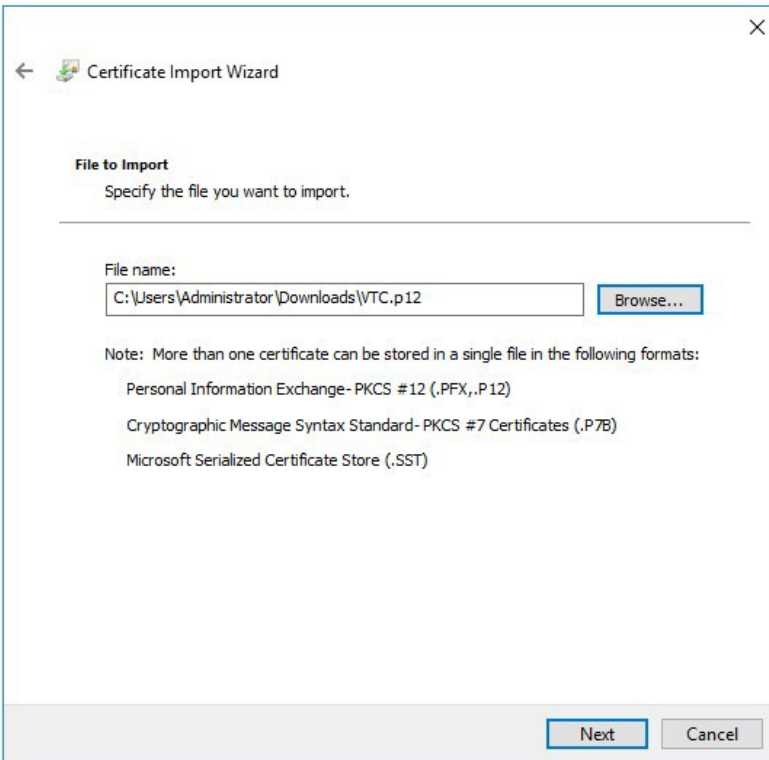 Certificate Import Wizard
File to Import
Specify the file you want to import.
File name:
C:\Users\Administrator\Downloads\VTC.p12
Browse...
Note: More than one certificate can be stored in a single file in the following formats:
Personal Information Exchange- PKCS #12 (.PFX,.P12)
Cryptographic Message Syntax Standard- PKCS #7 Certificates (.P7B)
Microsoft Serialized Certificate Store (.SST)
Next Cancel